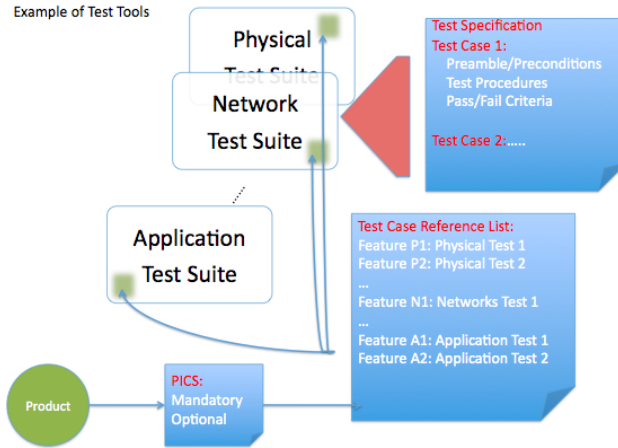 Example of Test Tools
Physical
Test Suite
Network
Test Suite
Application
Test Suite
Test Specification
Test Case 1:
Preamble/Preconditions
Test Procedures
Pass/Fail Criteria
Test Case 2:.....
Test Case Reference List:
Feature P1: Physical Test 1
Feature P2: Physical Test 2
...
Feature N1: Networks Test 1
...
Feature A1: Application Test 1
Feature A2: Application Test 2
Product
PICS:
Mandatory
Optional